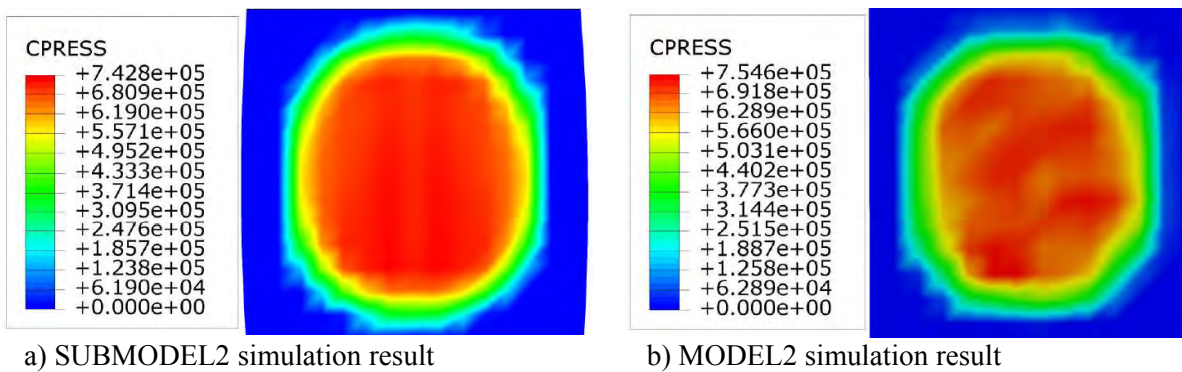 CPRESS
+7.428e+05
+6.809e+05
+6.190e+05
+5.571e+05
+4.952e+05
+4.333e+05
+3.714e+05
+3.095e+05
+2.476e+05
+1.857e+05
+1.238e+05
+6.190e+04
+0.000e+00
a) SUBMODEL2 simulation result
CPRESS
+7.546e+05
+6.918e+05
+6.289e+05
+5.660e+05
+5.031e+05
+4.402e+05
+3.773e+05
+3.144e+05
+2.515e+05
+1.887e+05
+1.258e+05
+6.289e+04
+0.000e+00
b) MODEL2 simulation result